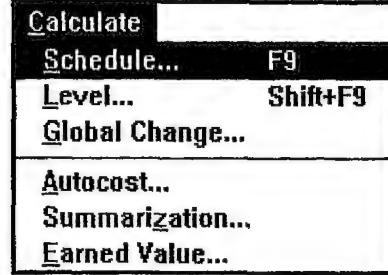 Calculate
Schedule... F9
Level... Shift+F9
Global Change...
Autocost...
Summarization...
Earned Value...